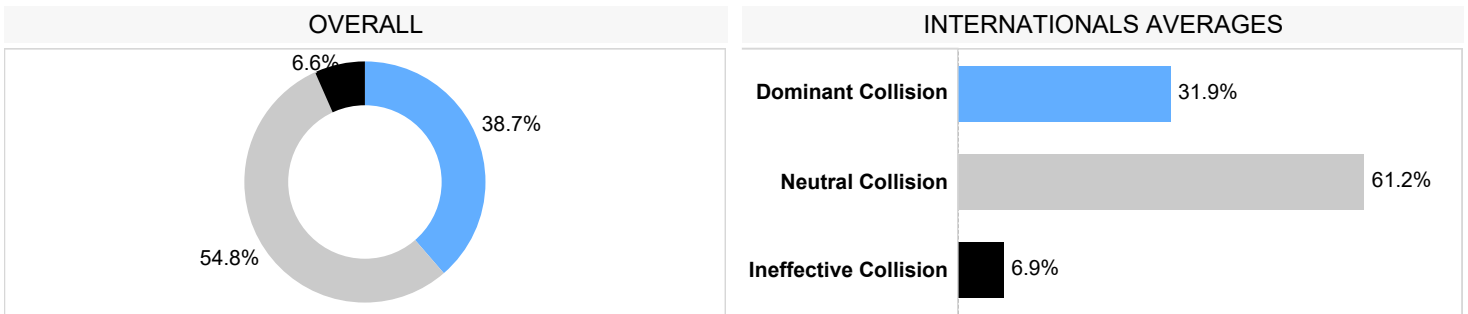 OVERALL
6.6%
38.7%
54.8%
INTERNATIONALS AVERAGES
Dominant Collision 31.9%
Neutral Collision 61.2%
Ineffective Collision 6.9%